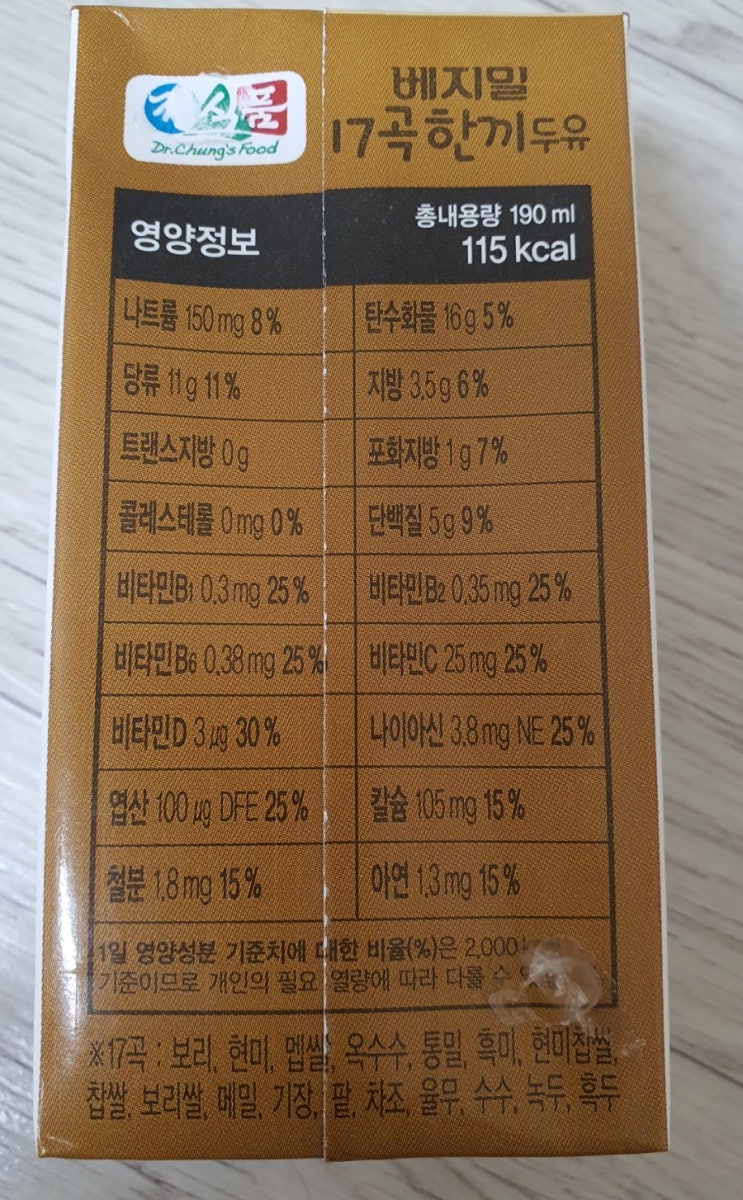 식품
Dr.Chung's Food
베지밀
17곡 한끼 두유
영양정보
총내용량 190 ml
115 kcal
나트륨 150 mg 8%
탄수화물 16 g 5%
당류 11 g 11%
지방 3.5 g 6%
트랜스지방 0 g
포화지방 1 g 7%
콜레스테롤 0 mg 0%
단백질 5 g 9%
비타민B1 0.3 mg 25%
비타민B2 0.35 mg 25%
비타민B6 0.38 mg 25%
비타민C 25 mg 25%
비타민D 3 μg 30%
나이아신 3.8 mg NE 25%
엽산 100 μg DFE 25%
칼슘 105 mg 15%
철분 1.8 mg 15%
아연 1.3 mg 15%
1일 영양성분 기준치에 대한 비율(%)은 2,000
기준이므로 개인의 필요 열량에 따라 다를 수
※17곡 : 보리, 현미, 멥쌀, 옥수수, 통밀, 흑미, 현미찹쌀,
찹쌀, 보리쌀, 메밀, 기장, 팥, 차조, 율무, 수수, 녹두, 흑두